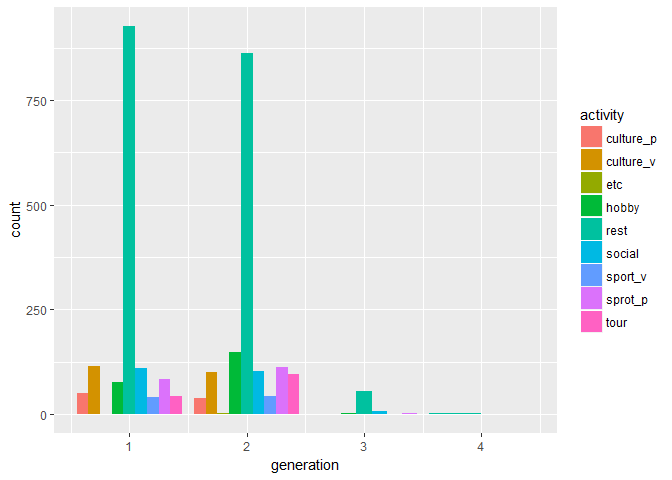 750
500
250
0
count
1 2 3 4
generation
activity
culture_p
culture_v
etc
hobby
rest
social
sport_v
sprot_p
tour